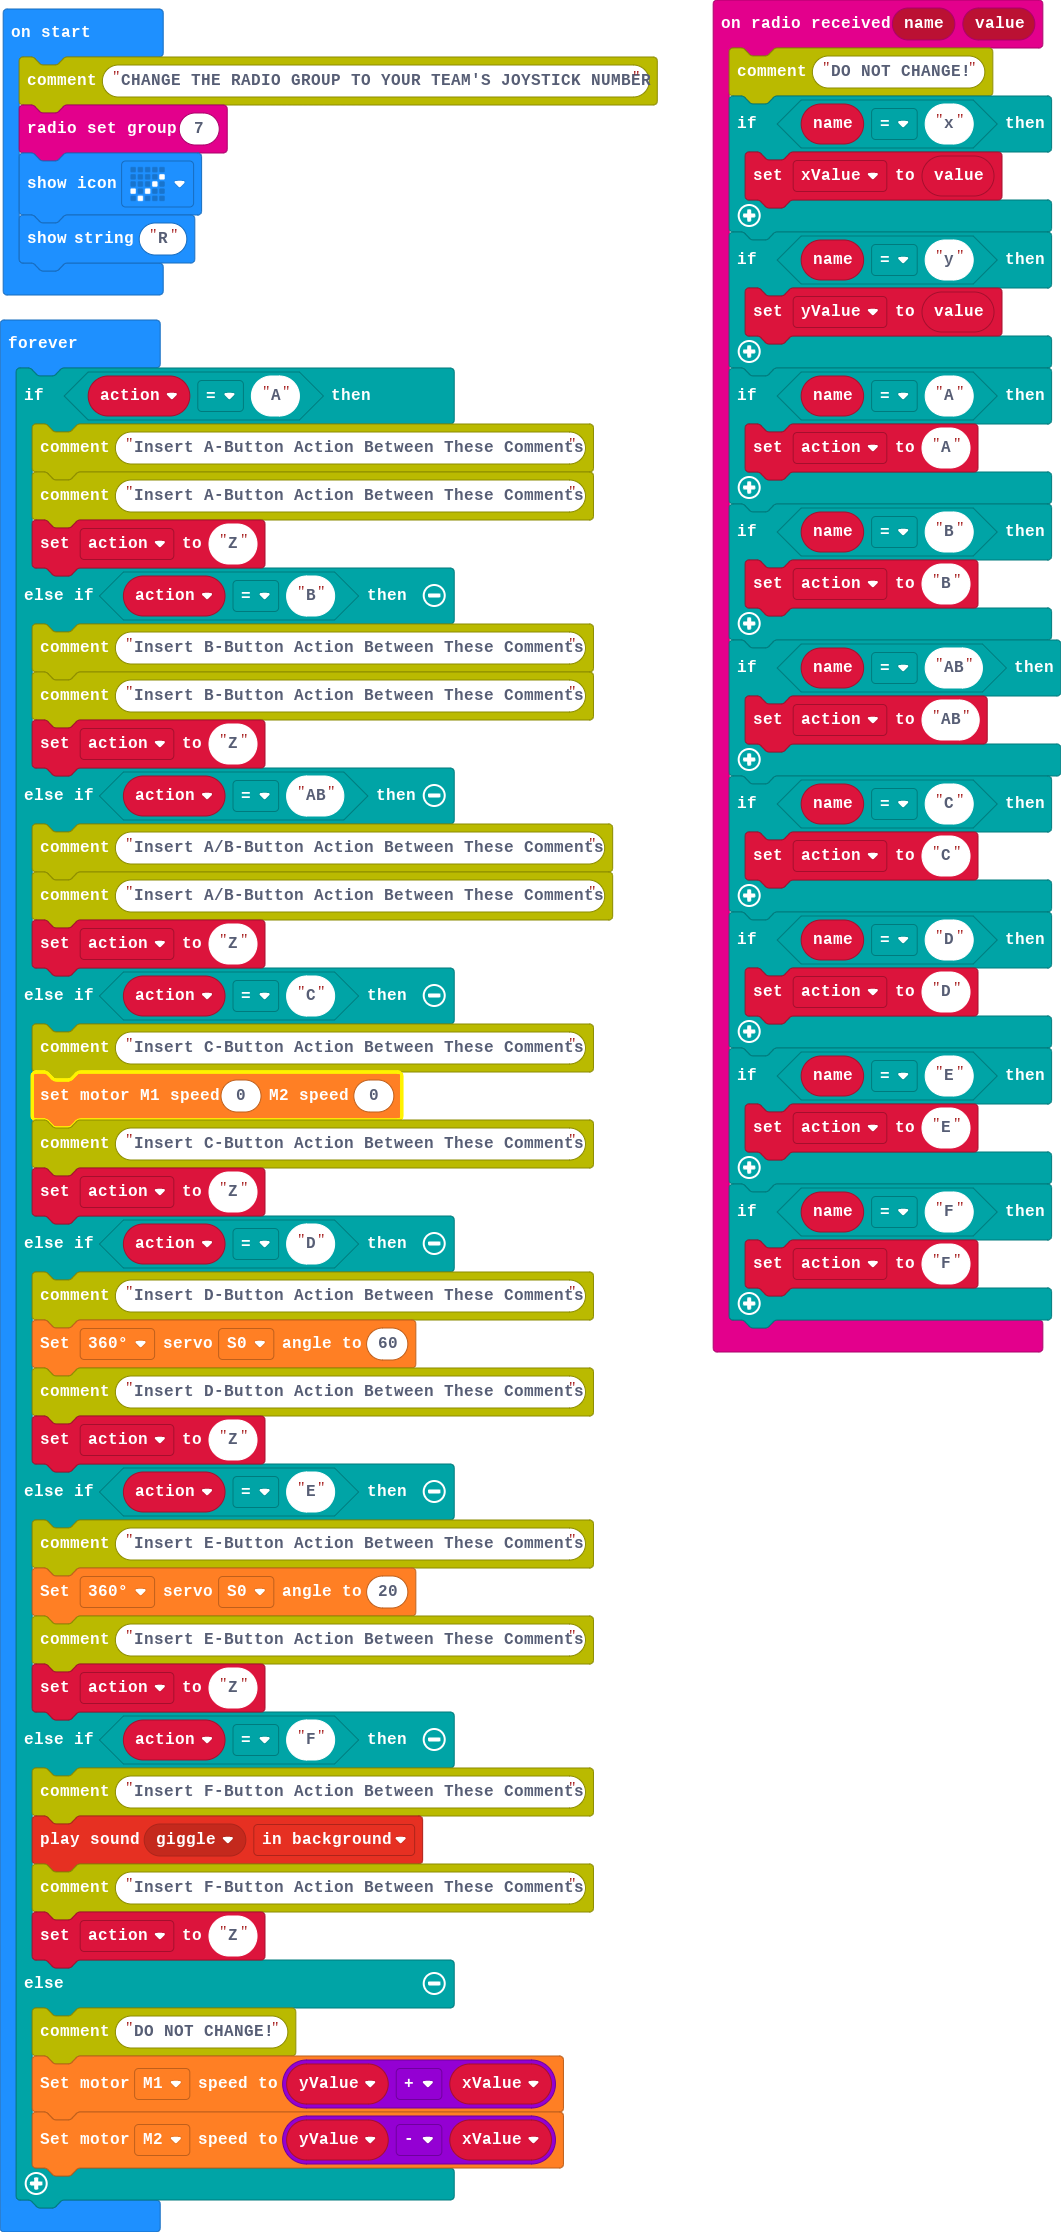 on start
comment "CHANGE THE RADIO GROUP TO YOUR TEAM'S JOYSTICK NUMBER"
radio set group 7
show icon
show string "R"
forever
if action = "A" then
comment "Insert A-Button Action Between These Comments"
comment "Insert A-Button Action Between These Comments"
set action to "Z"
else if action = "B" then
comment "Insert B-Button Action Between These Comments"
comment "Insert B-Button Action Between These Comments"
set action to "Z"
else if action = "AB" then
comment "Insert A/B-Button Action Between These Comments"
comment "Insert A/B-Button Action Between These Comments"
set action to "Z"
else if action = "C" then
comment "Insert C-Button Action Between These Comments"
set motor M1 speed 0 M2 speed 0
comment "Insert C-Button Action Between These Comments"
set action to "Z"
else if action = "D" then
comment "Insert D-Button Action Between These Comments"
Set 360° servo S0 angle to 60
comment "Insert D-Button Action Between These Comments"
set action to "Z"
else if action = "E" then
comment "Insert E-Button Action Between These Comments"
Set 360° servo S0 angle to 20
comment "Insert E-Button Action Between These Comments"
set action to "Z"
else if action = "F" then
comment "Insert F-Button Action Between These Comments"
play sound giggle in background
comment "Insert F-Button Action Between These Comments"
set action to "Z"
else
comment "DO NOT CHANGE!"
Set motor M1 speed to yValue + xValue
Set motor M2 speed to yValue - xValue
on radio received name value
comment "DO NOT CHANGE!"
if name = "x" then
set xValue to value
if name = "y" then
set yValue to value
if name = "A" then
set action to "A"
if name = "B" then
set action to "B"
if name = "AB" then
set action to "AB"
if name = "C" then
set action to "C"
if name = "D" then
set action to "D"
if name = "E" then
set action to "E"
if name = "F" then
set action to "F"